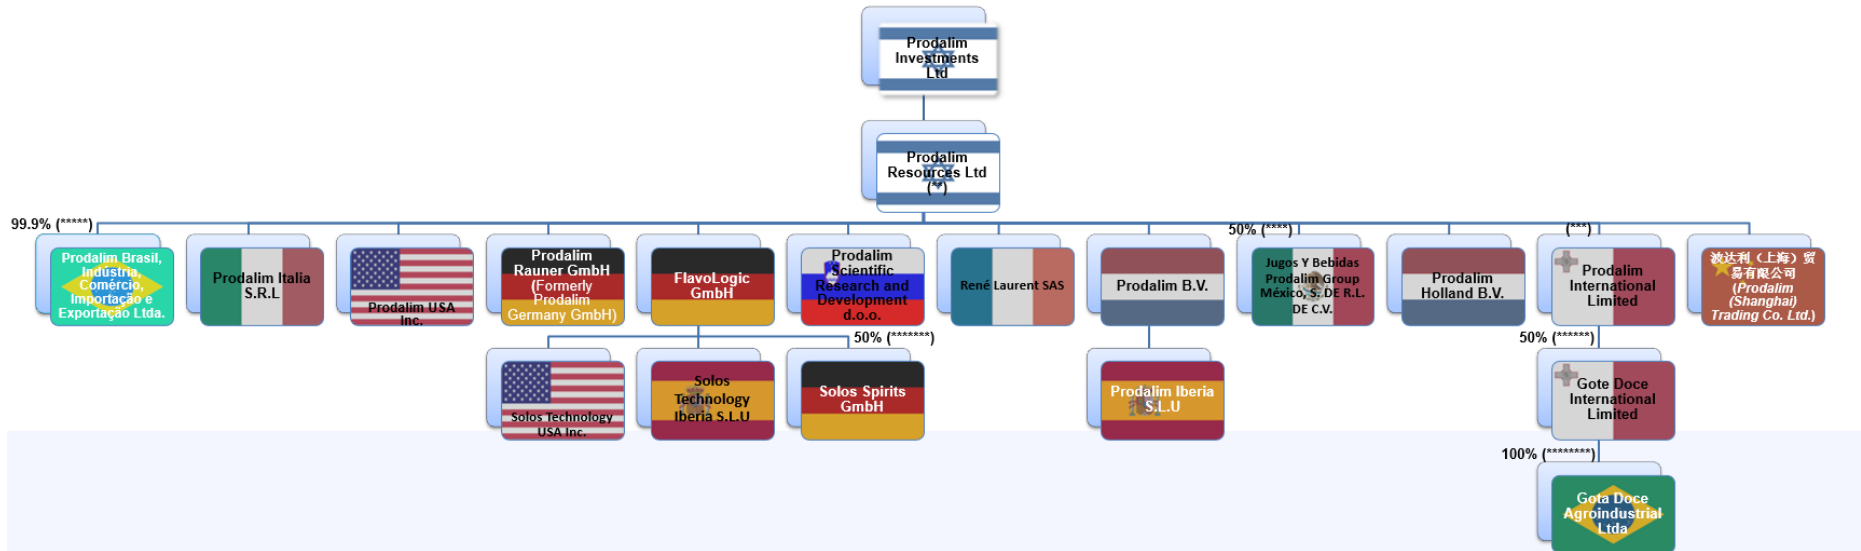 Prodalim
Investments
Ltd
Prodalim
Resources Ltd
(**)
99.9% (*****)
50% (****)
(***)
Prodalim Brasil,
Indústria,
Comércio,
Importação e
Exportação Ltda.
Prodalim Italia
S.R.L
Prodalim USA
Inc.
Prodalim
Rauner GmbH
(Formerly
Prodalim
Germany GmbH)
FlavoLogic
GmbH
Prodalim
Scientific
Research and
Development
d.o.o.
René Laurent SAS
Prodalim B.V.
Jugos Y Bebidas
Prodalim Group
México, S. DE R.L.
DE C.V.
Prodalim
Holland B.V.
Prodalim
International
Limited
波达利（上海）贸
易有限公司
(Prodalim
(Shanghai)
Trading Co. Ltd.)
50% (*******)
50% (******)
Solos Technology
USA Inc.
Solos
Technology
Iberia S.L.U
Solos Spirits
GmbH
Prodalim Iberia
S.L.U
Gote Doce
International
Limited
100% (********)
Gota Doce
Agroindustrial
Ltda